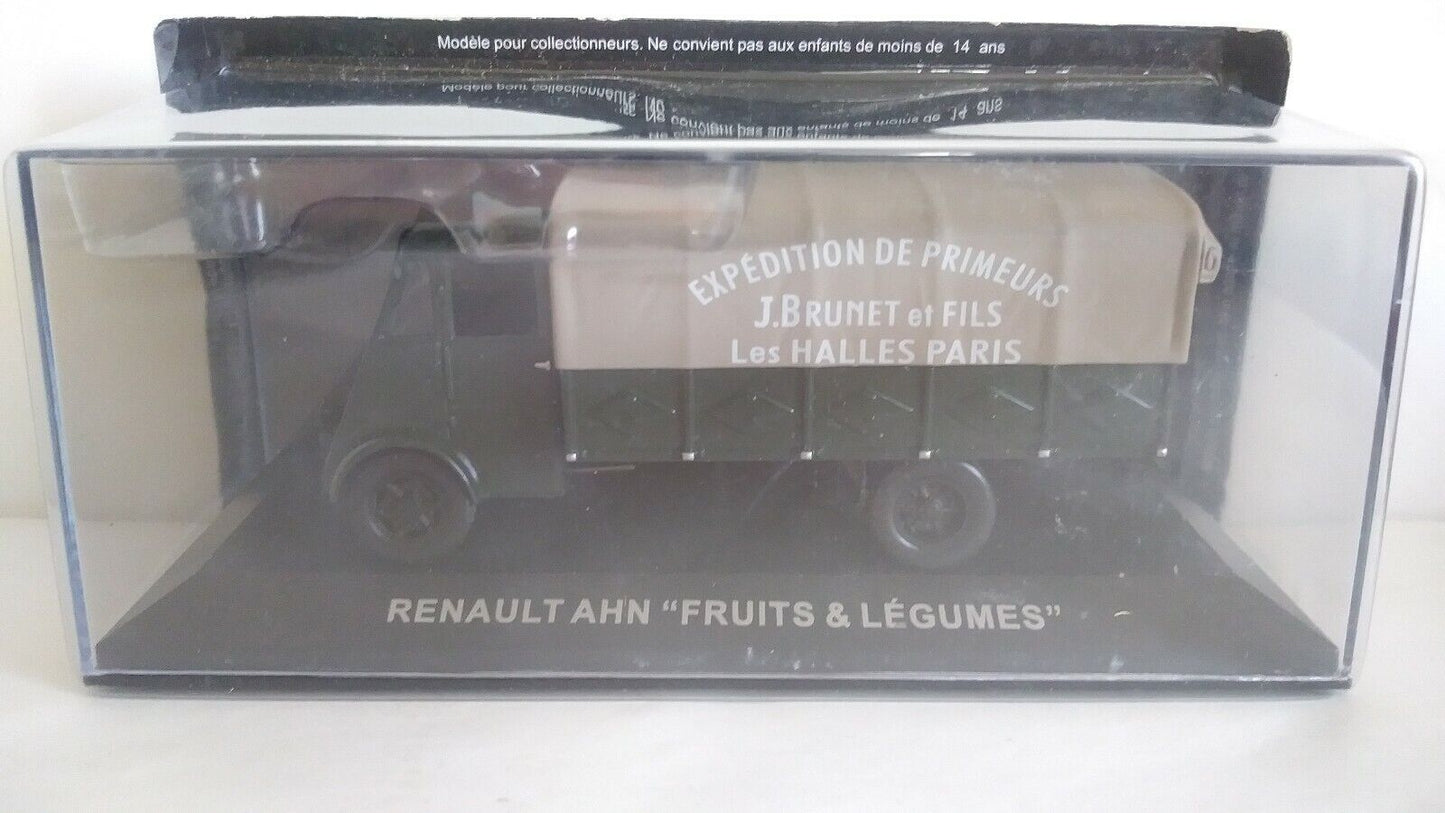 Modèle pour collectionneurs. Ne convient pas aux enfants de moins de 14 ans
EXPÉDITION DE PRIMEURS
J.BRUNET et FILS
Les HALLES PARIS
RENAULT AHN “FRUITS & LÉGUMES”